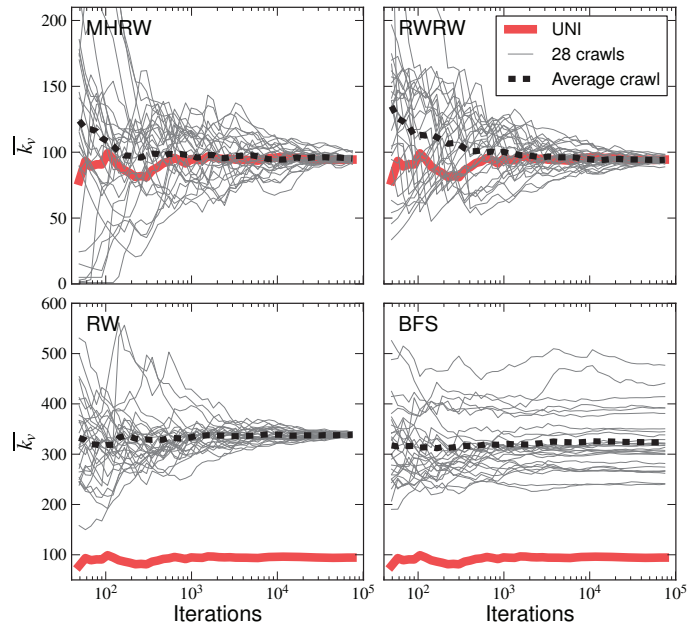 MHRW
RWRW
UNI
28 crawls
Average crawl
200
150
100
50
0
k̅v
RW
BFS
600
500
400
300
200
100
k̅v
10² 10³ 10⁴ 10⁵
10² 10³ 10⁴ 10⁵
Iterations
Iterations